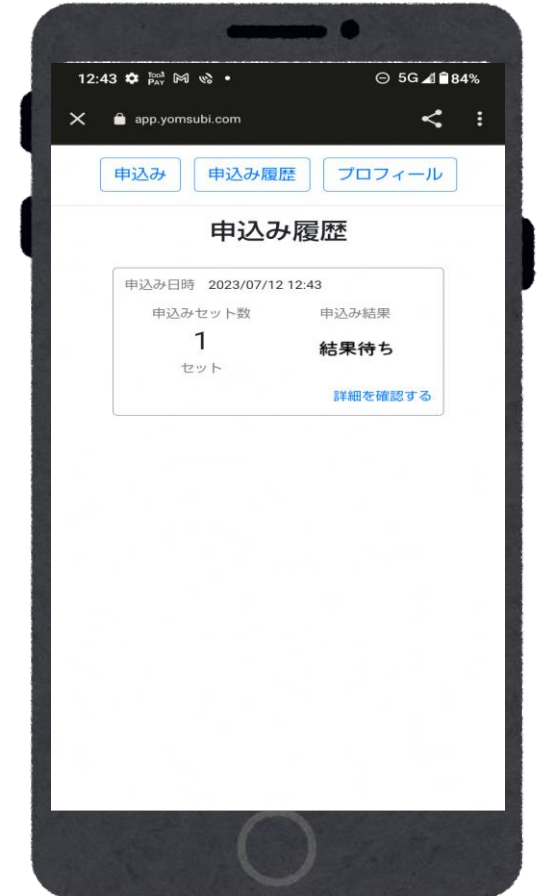 12:43 TOOL PAY 5G 84%
app.yomsubi.com
申込み 申込み履歴 プロフィール
申込み履歴
申込み日時 2023/07/12 12:43
申込みセット数 申込み結果
1 結果待ち
セット
詳細を確認する